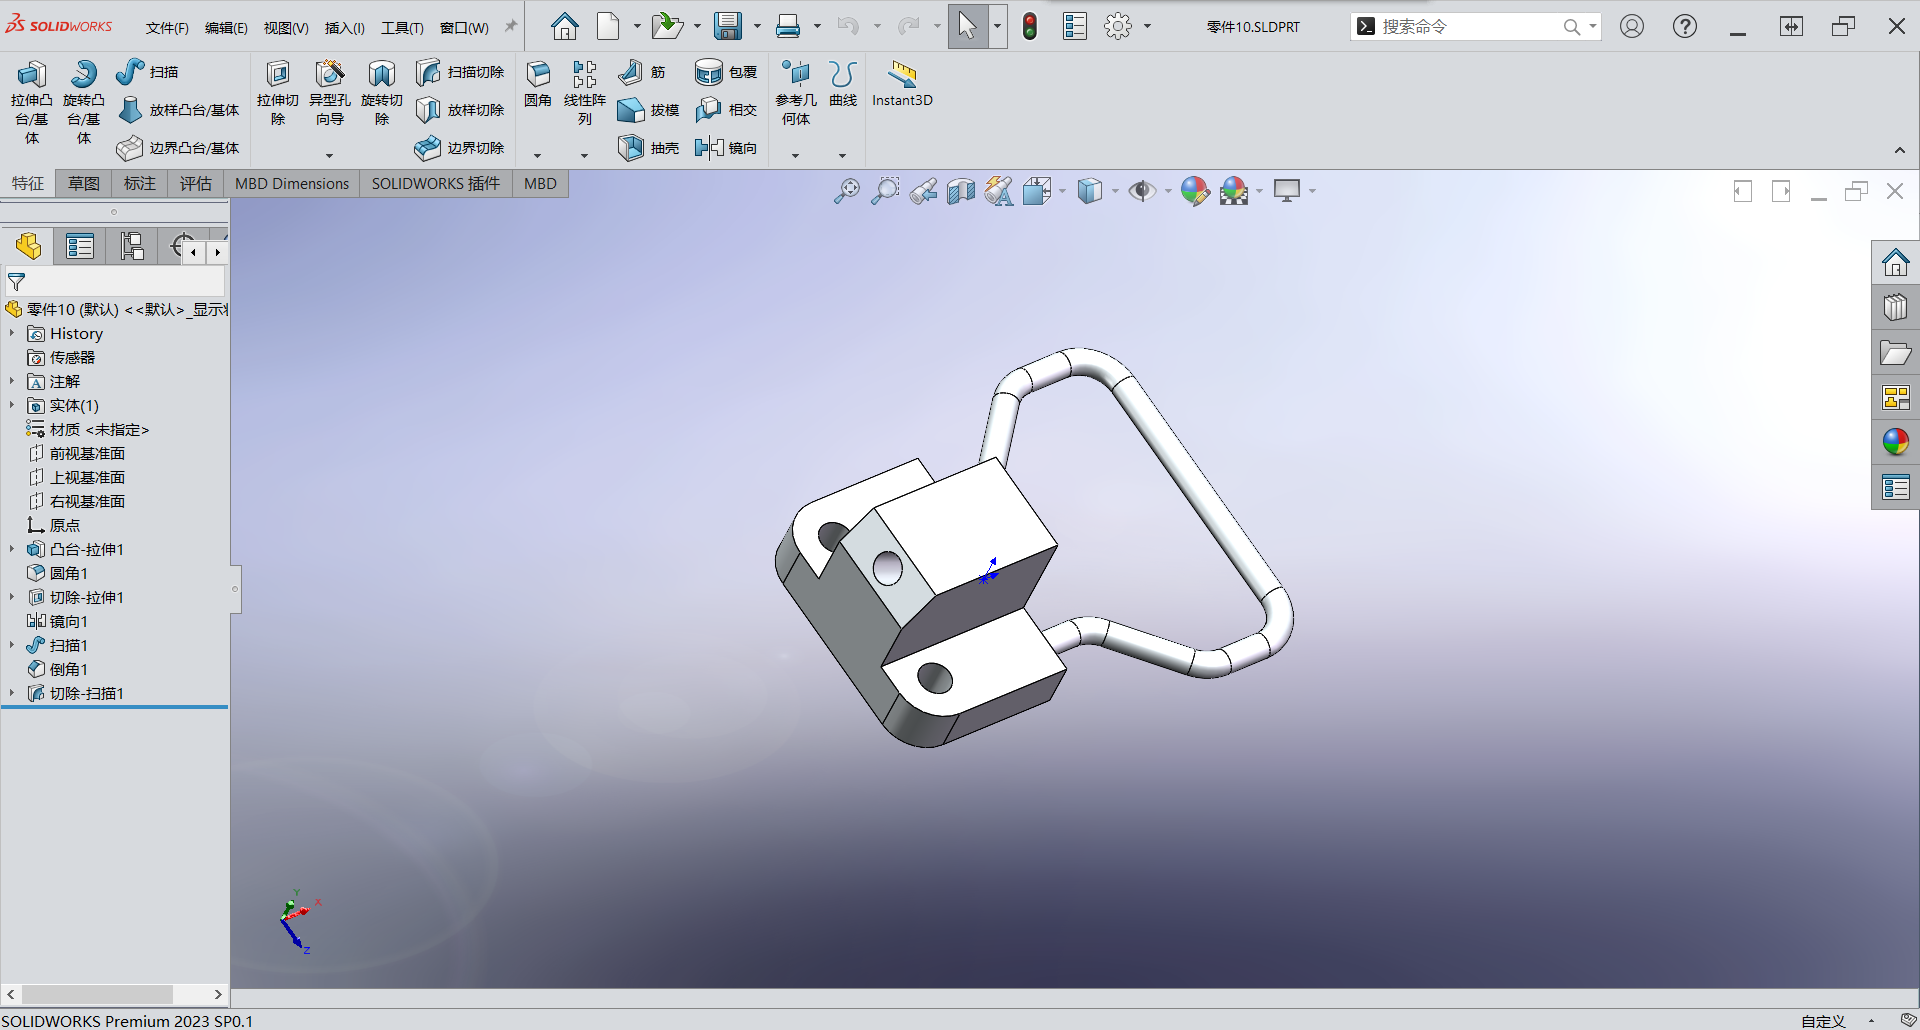 SOLIDWORKS 文件(F) 编辑(E) 视图(V) 插入(I) 工具(T) 窗口(W) 零件10.SLDPRT 搜索命令
拉伸凸台/基体
旋转凸台/基体
扫描
放样凸台/基体
边界凸台/基体
拉伸切除
异型孔向导
旋转切除
扫描切除
放样切除
边界切除
圆角
线性阵列
筋
拔模
抽壳
包覆
相交
镜向
参考几何体
曲线
Instant3D
特征 草图 标注 评估 MBD Dimensions SOLIDWORKS 插件 MBD
零件10 (默认) <<默认>_显示
History
传感器
注解
实体(1)
材质 <未指定>
前视基准面
上视基准面
右视基准面
原点
凸台-拉伸1
圆角1
切除-拉伸1
镜向1
扫描1
倒角1
切除-扫描1
Y
X
Z
SOLIDWORKS Premium 2023 SP0.1 自定义